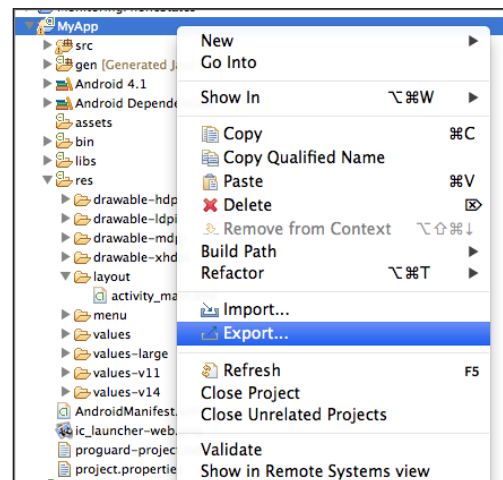 MyApp
src
gen [Generated J
Android 4.1
Android Depende
assets
bin
libs
res
drawable-hdp
drawable-ldpi
drawable-mdp
drawable-xhd
layout
activity_ma
menu
values
values-large
values-v11
values-v14
AndroidManifest.
ic_launcher-web.
proguard-projec
project.propertie
New
Go Into
Show In ⌥⌘W
Copy ⌘C
Copy Qualified Name
Paste ⌘V
Delete ⌦
Remove from Context ⌥⇧⌘↓
Build Path
Refactor ⌥⌘T
Import...
Export...
Refresh F5
Close Project
Close Unrelated Projects
Validate
Show in Remote Systems view